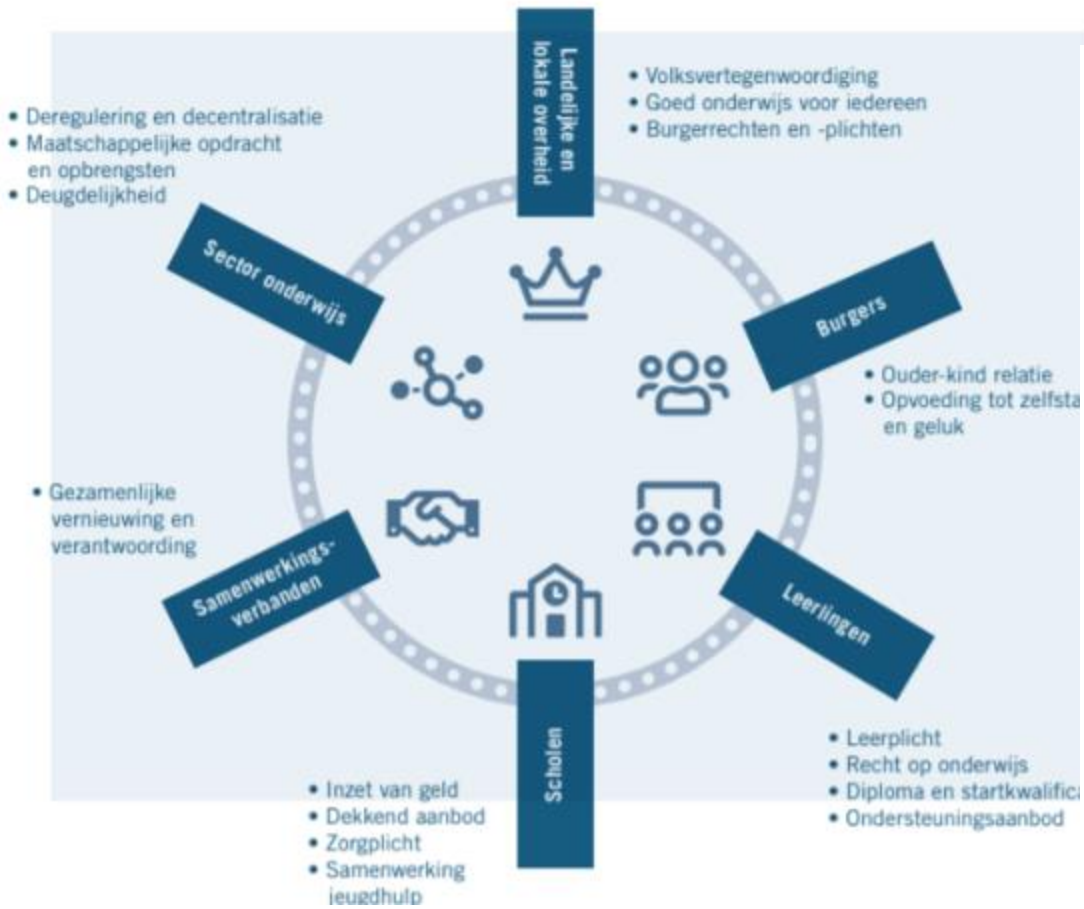 Landelijke en
lokale overheid
• Volksvertegenwoordiging
• Goed onderwijs voor iedereen
• Burgerrechten en -plichten
Burgers
• Ouder-kind relatie
• Opvoeding tot zelfsta
en geluk
Leerlingen
• Leerplicht
• Recht op onderwijs
• Diploma en startkwalifica
• Ondersteuningsaanbod
Scholen
• Inzet van geld
• Dekkend aanbod
• Zorgplicht
• Samenwerking
jeugdhulp
Samenwerkings-
verbanden
• Gezamenlijke
vernieuwing en
verantwoording
Sector onderwijs
• Deregulering en decentralisatie
• Maatschappelijke opdracht
en opbrengsten
• Deugdelijkheid